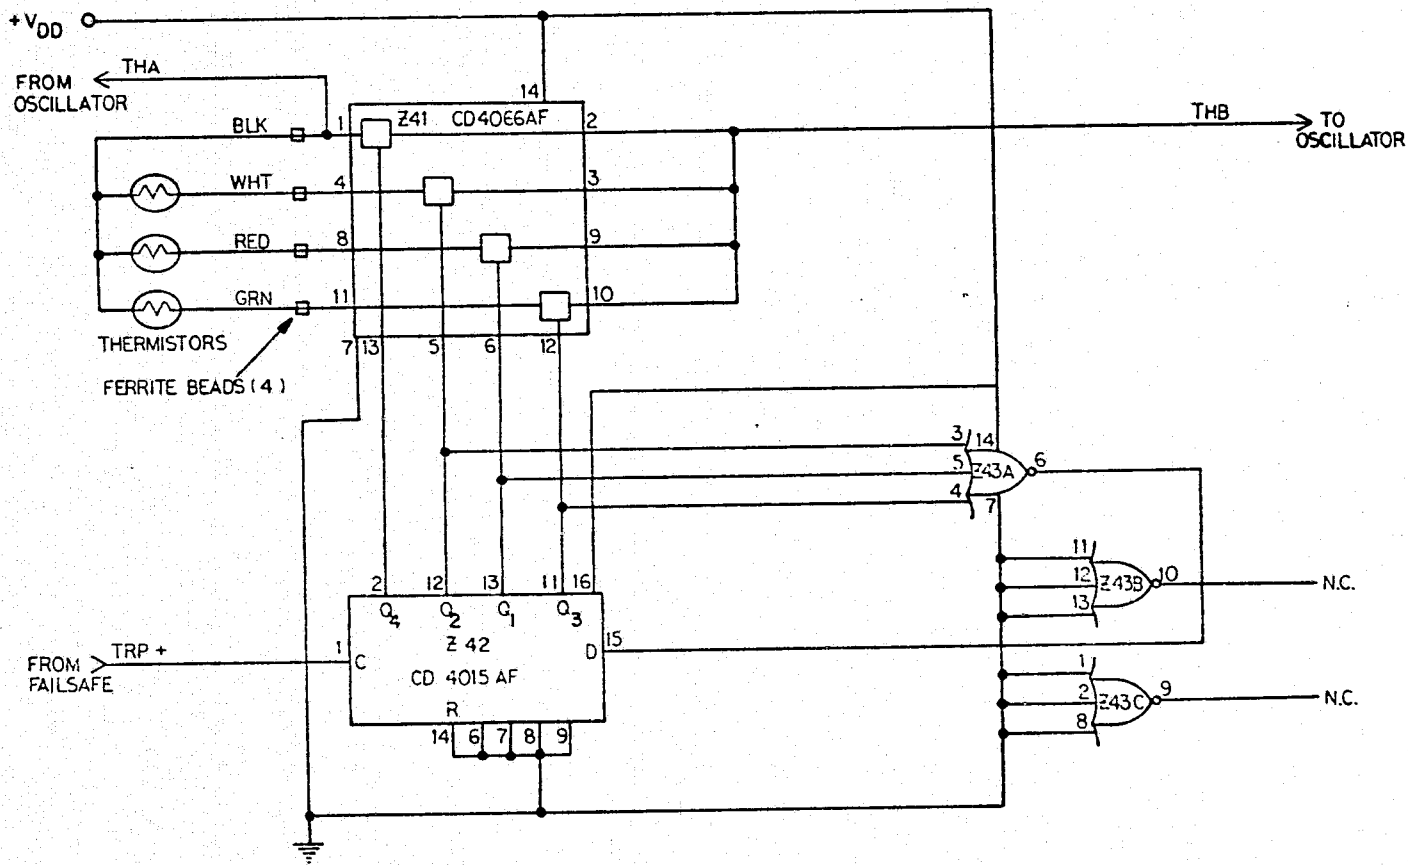 +VDD
THA
FROM
OSCILLATOR
14
BLK
1
Z41 CD4066AF
2
THB
TO
OSCILLATOR
WHT
4
3
RED
8
9
GRN
11
10
THERMISTORS
7
13
5
6
12
FERRITE BEADS (4)
3
14
5
Z43A
6
4
7
11
12
Z43B
10
N.C.
13
2
12
13
11
16
Q4
Q2
Q1
Q3
1
C
Z 42
D
15
TRP +
FROM
FAILSAFE
CD 4015 AF
R
14
6
7
8
9
1
2
Z43C
9
N.C.
8